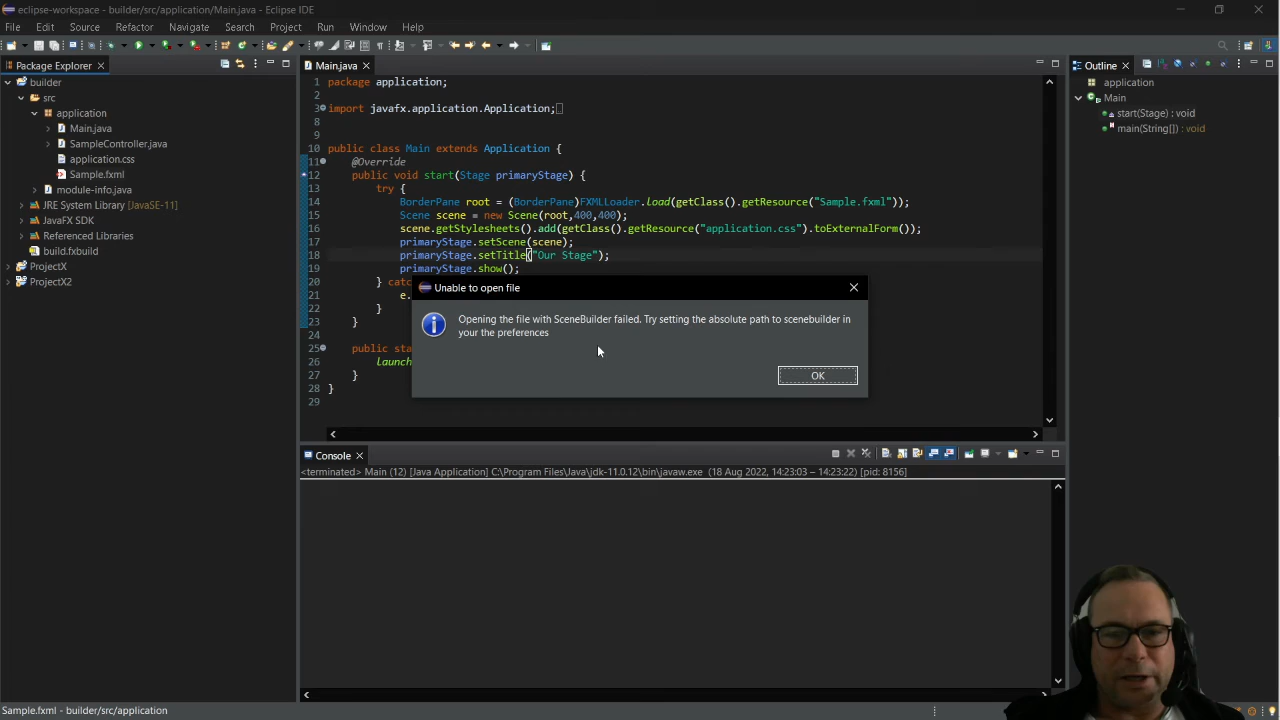 eclipse-workspace - builder/src/application/Main.java - Eclipse IDE
File Edit Source Refactor Navigate Search Project Run Window Help
Package Explorer
builder
src
application
Main.java
SampleController.java
application.css
Sample.fxml
module-info.java
JRE System Library [JavaSE-11]
JavaFX SDK
Referenced Libraries
build.fxbuild
ProjectX
ProjectX2
Main.java
1 package application;
2
3 import javafx.application.Application;
8
9
10 public class Main extends Application {
11 @Override
12 public void start(Stage primaryStage) {
13 try {
14 BorderPane root = (BorderPane)FXMLLoader.load(getClass().getResource("Sample.fxml"));
15 Scene scene = new Scene(root,400,400);
16 scene.getStylesheets().add(getClass().getResource("application.css").toExternalForm());
17 primaryStage.setScene(scene);
18 primaryStage.setTitle("Our Stage");
19 primaryStage.show();
20 } catc
21 e.
22 }
23 }
24
25 public sta
26 launch
27 }
28 }
29
Unable to open file
Opening the file with SceneBuilder failed. Try setting the absolute path to scenebuilder in
your the preferences
OK
Outline
application
Main
start(Stage) : void
main(String[]) : void
Console
<terminated> Main (12) [Java Application] C:\Program Files\Java\jdk-11.0.12\bin\javaw.exe (18 Aug 2022, 14:23:03 – 14:23:22) [pid: 8156]
Sample.fxml - builder/src/application